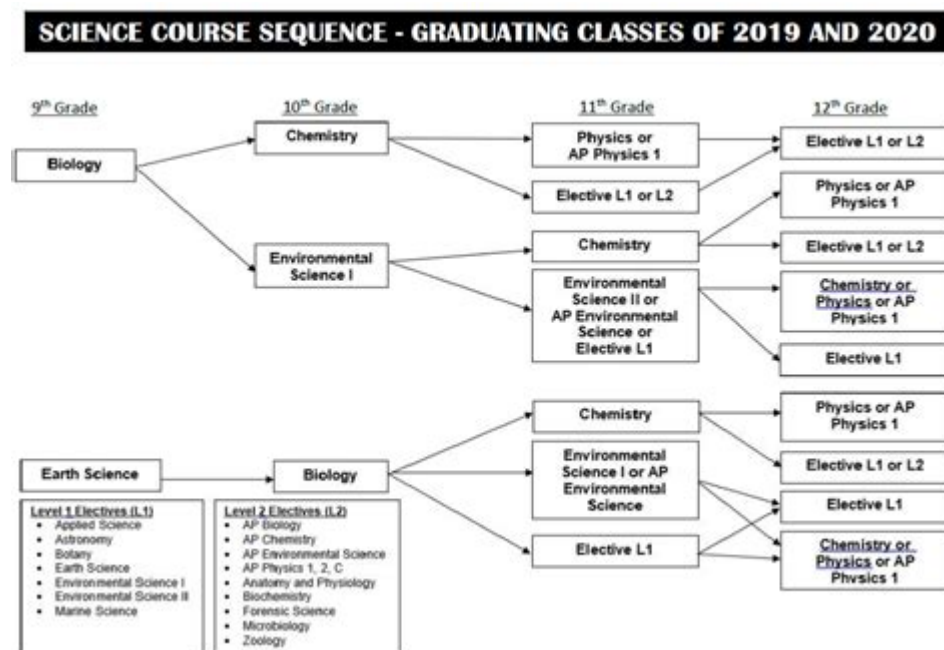 SCIENCE COURSE SEQUENCE - GRADUATING CLASSES OF 2019 AND 2020
9th Grade
10th Grade
11th Grade
12th Grade
Biology
Chemistry
Environmental
Science I
Physics or
AP Physics 1
Elective L1 or L2
Chemistry
Environmental
Science II or
AP Environmental
Science or
Elective L1
Elective L1 or L2
Physics or AP
Physics 1
Elective L1 or L2
Chemistry or
Physics or AP
Physics 1
Elective L1
Earth Science
Biology
Chemistry
Environmental
Science I or AP
Environmental
Science
Elective L1
Physics or AP
Physics 1
Elective L1 or L2
Elective L1
Chemistry or
Physics or AP
Physics 1
Level 1 Electives (L1)
• Applied Science
• Astronomy
• Botany
• Earth Science
• Environmental Science I
• Environmental Science II
• Marine Science
Level 2 Electives (L2)
• AP Biology
• AP Chemistry
• AP Environmental Science
• AP Physics 1, 2, C
• Anatomy and Physiology
• Biochemistry
• Forensic Science
• Microbiology
• Zoology